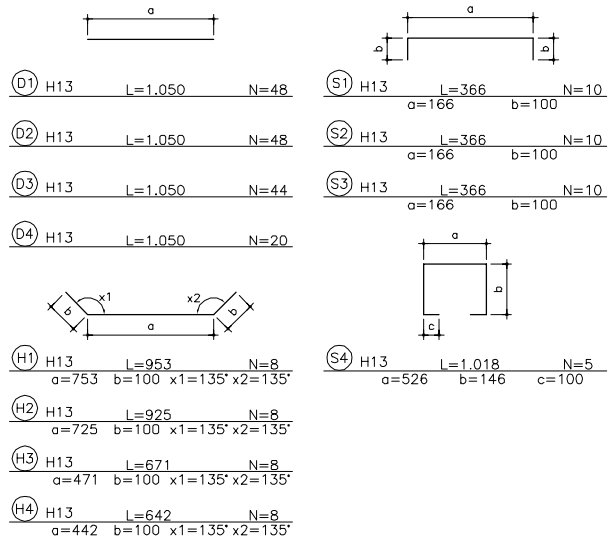 a
D1 H13 L=1.050 N=48
D2 H13 L=1.050 N=48
D3 H13 L=1.050 N=44
D4 H13 L=1.050 N=20
x1 x2
b a b
H1 H13 L=953 N=8
a=753 b=100 x1=135° x2=135°
H2 H13 L=925 N=8
a=725 b=100 x1=135° x2=135°
H3 H13 L=671 N=8
a=471 b=100 x1=135° x2=135°
H4 H13 L=642 N=8
a=442 b=100 x1=135° x2=135°
a
b b
S1 H13 L=366 N=10
a=166 b=100
S2 H13 L=366 N=10
a=166 b=100
S3 H13 L=366 N=10
a=166 b=100
a
b
c
S4 H13 L=1.018 N=5
a=526 b=146 c=100